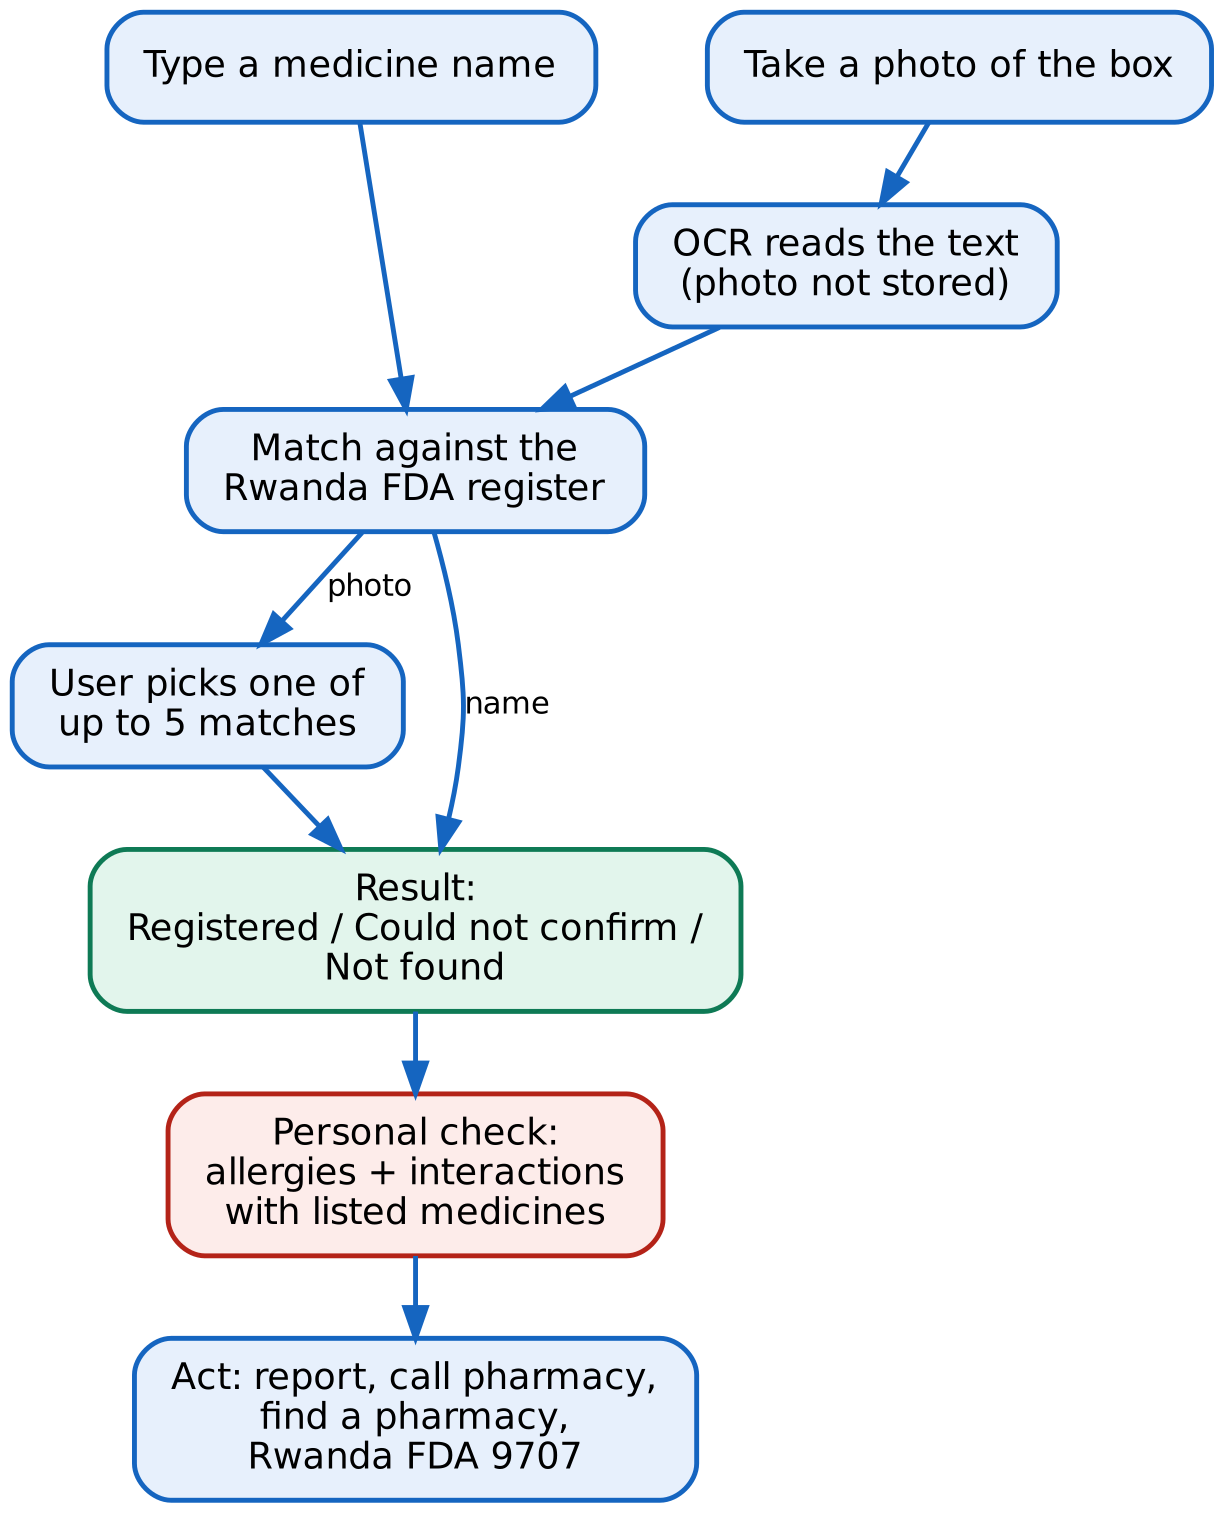 Type a medicine name
Take a photo of the box
OCR reads the text
(photo not stored)
Match against the
Rwanda FDA register
photo
User picks one of
up to 5 matches
name
Result:
Registered / Could not confirm /
Not found
Personal check:
allergies + interactions
with listed medicines
Act: report, call pharmacy,
find a pharmacy,
Rwanda FDA 9707